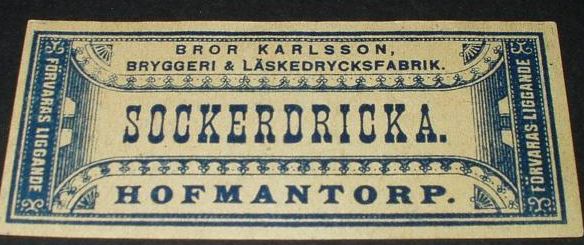 BROR KARLSSON,
BRYGGERI & LÄSKEDRYCKSFABRIK.
FÖRVARAS LIGGANDE
SOCKERDRICKA.
FÖRVARAS LIGGANDE
HOFMANTORP.